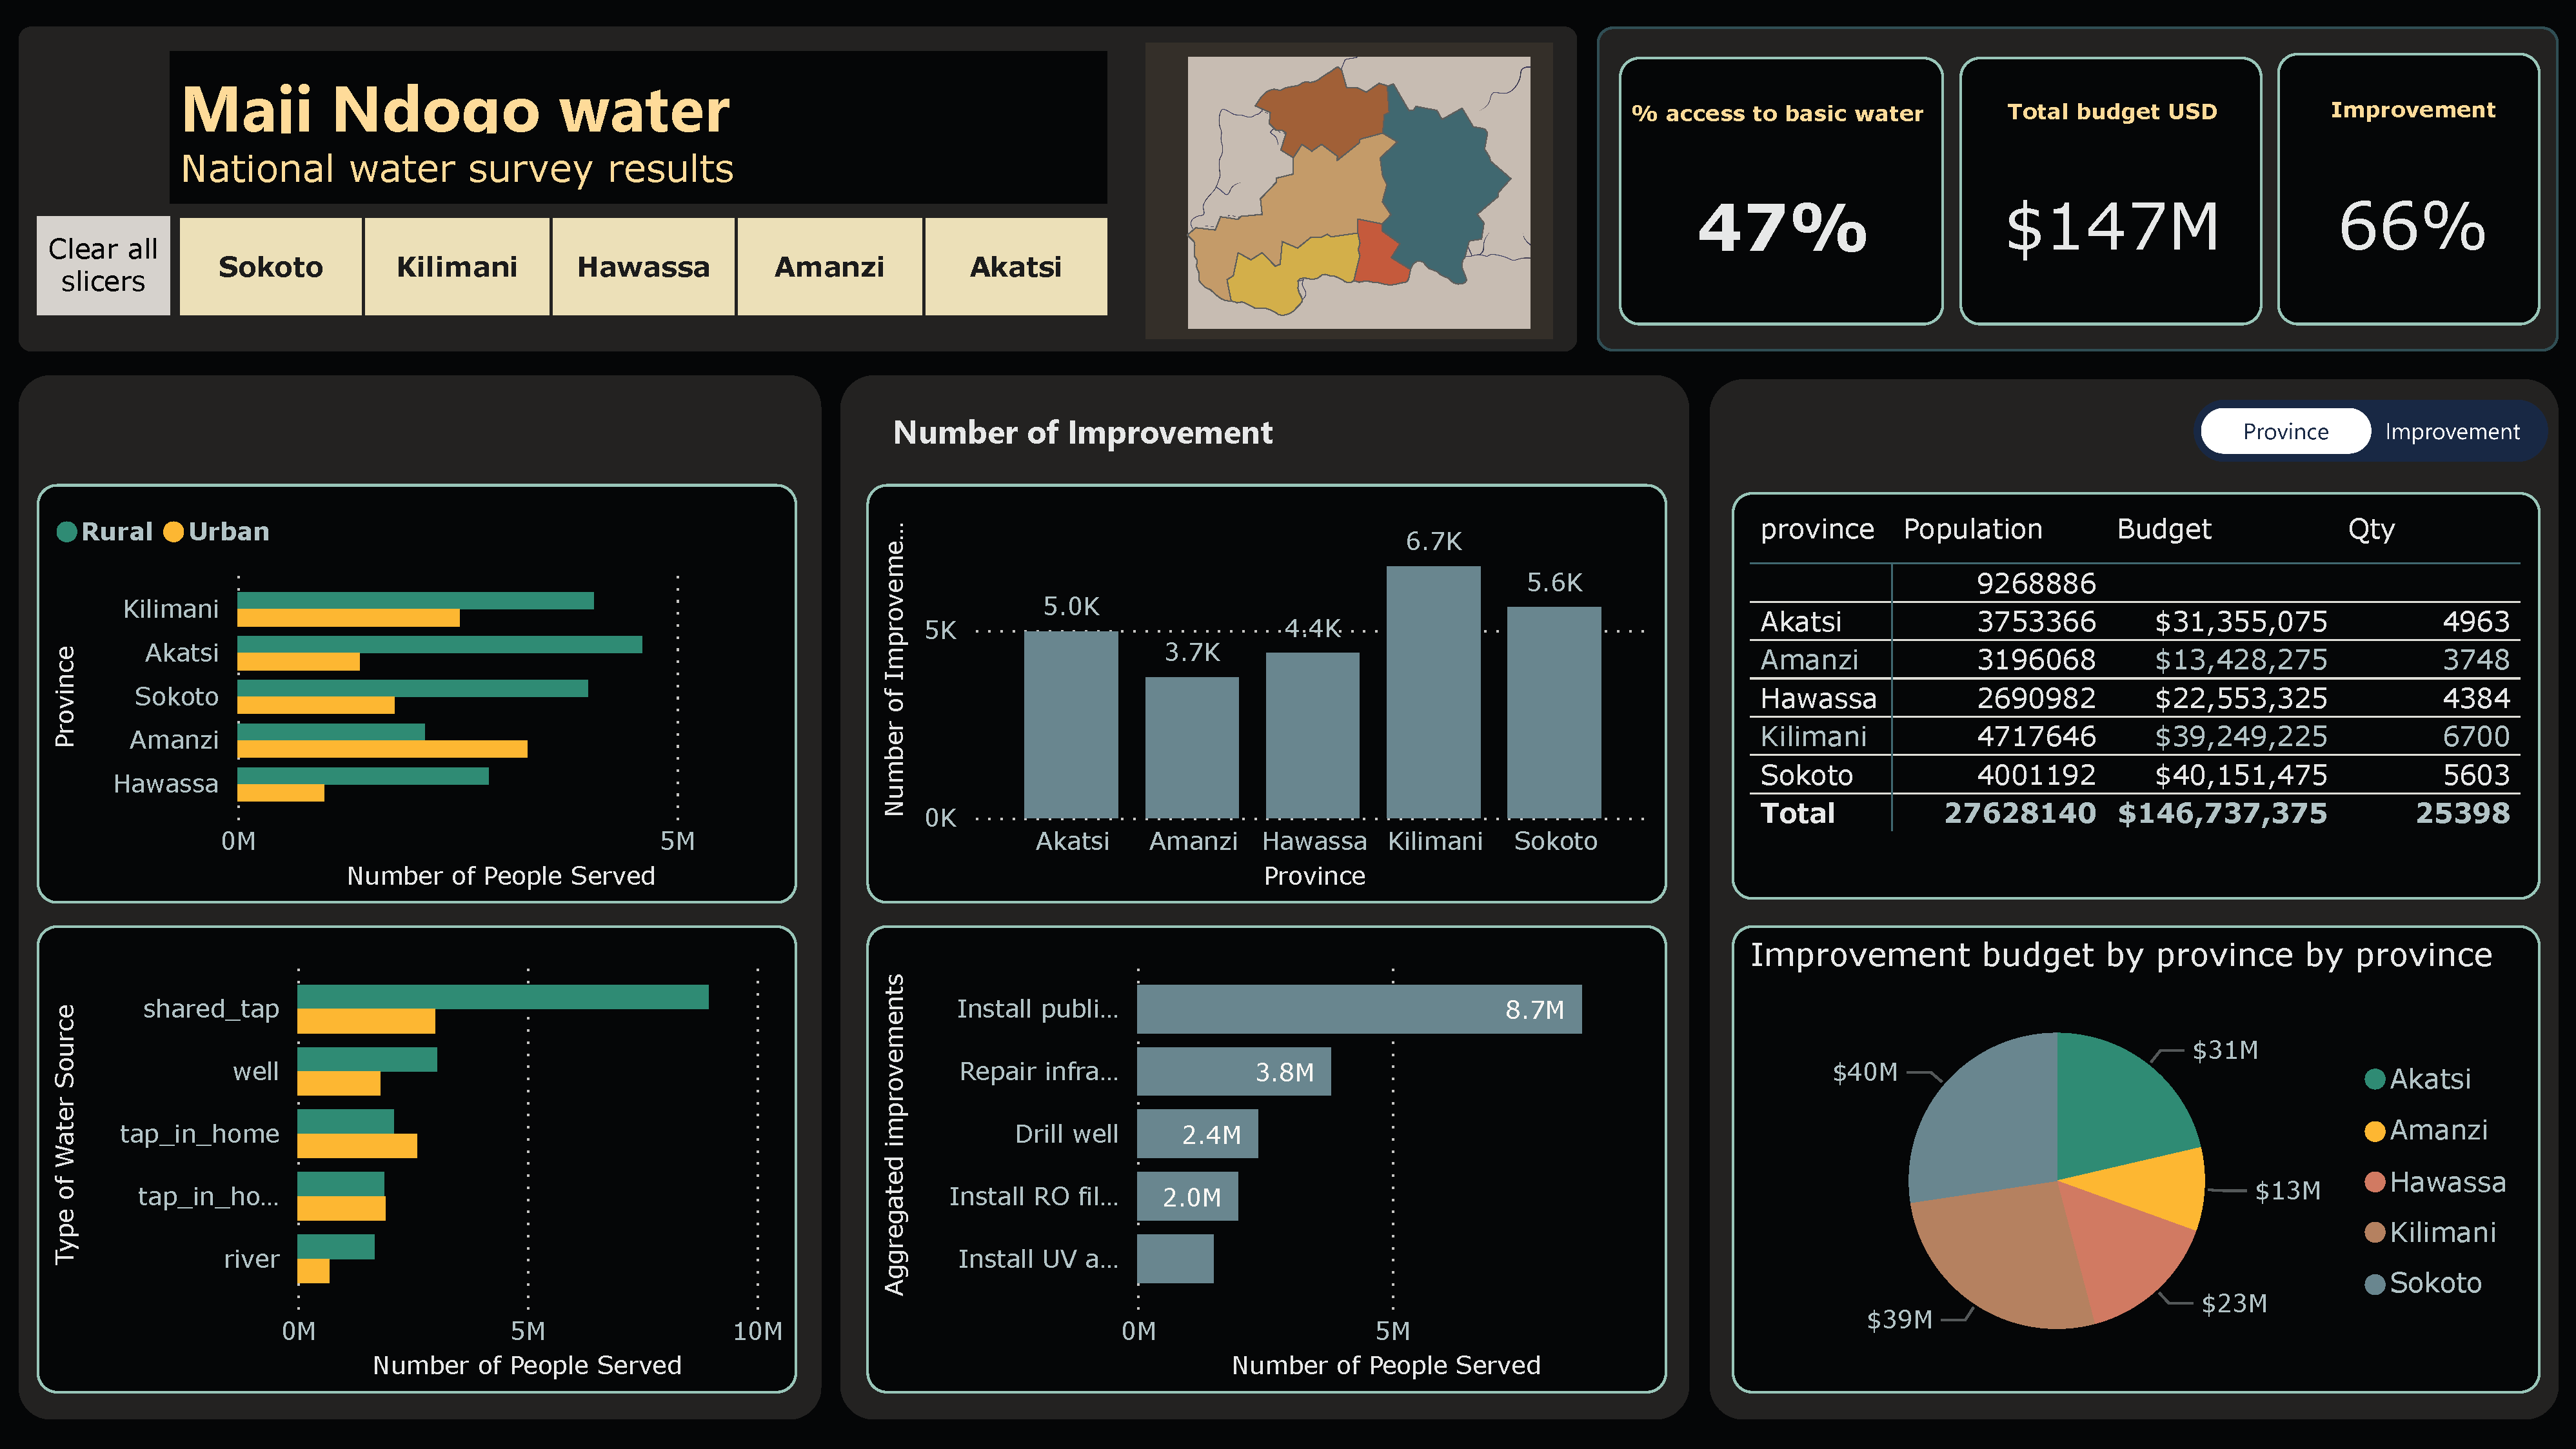 Maji Ndogo water
National water survey results
Clear all
slicers
Sokoto
Kilimani
Hawassa
Amanzi
Akatsi
% access to basic water
47%
Total budget USD
$147M
Improvement
66%
Rural Urban
Province
Kilimani
Akatsi
Sokoto
Amanzi
Hawassa
0M 5M
Number of People Served
Type of Water Source
shared_tap
well
tap_in_home
tap_in_ho...
river
0M 5M 10M
Number of People Served
Number of Improvement
Number of Improveme...
5K
0K
5.0K
3.7K
4.4K
6.7K
5.6K
Akatsi Amanzi Hawassa Kilimani Sokoto
Province
Aggregated improvements
Install publi... 8.7M
Repair infra... 3.8M
Drill well 2.4M
Install RO fil... 2.0M
Install UV a...
0M 5M
Number of People Served
Province Improvement
province Population Budget Qty
9268886
Akatsi 3753366 $31,355,075 4963
Amanzi 3196068 $13,428,275 3748
Hawassa 2690982 $22,553,325 4384
Kilimani 4717646 $39,249,225 6700
Sokoto 4001192 $40,151,475 5603
Total 27628140 $146,737,375 25398
Improvement budget by province by province
$31M
$13M
$23M
$39M
$40M
Akatsi
Amanzi
Hawassa
Kilimani
Sokoto